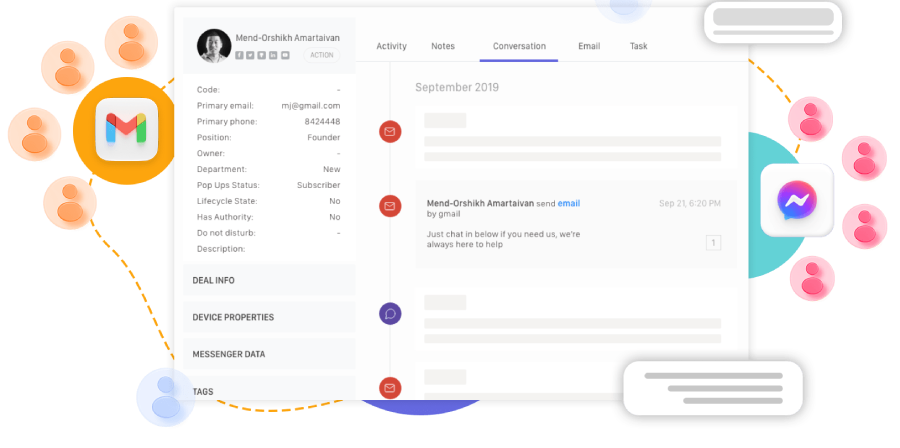 Mend-Orshikh Amartaivan
ACTION
Code: -
Primary email: mj@gmail.com
Primary phone: 8424448
Position: Founder
Owner: -
Department: New
Pop Ups Status: Subscriber
Lifecycle State: No
Has Authority: No
Do not disturb: -
Description:
DEAL INFO
DEVICE PROPERTIES
MESSENGER DATA
TAGS
Activity Notes Conversation Email Task
September 2019
Mend-Orshikh Amartaivan send email
by gmail
Sep 21, 6:20 PM
Just chat in below if you need us, we're
always here to help
1